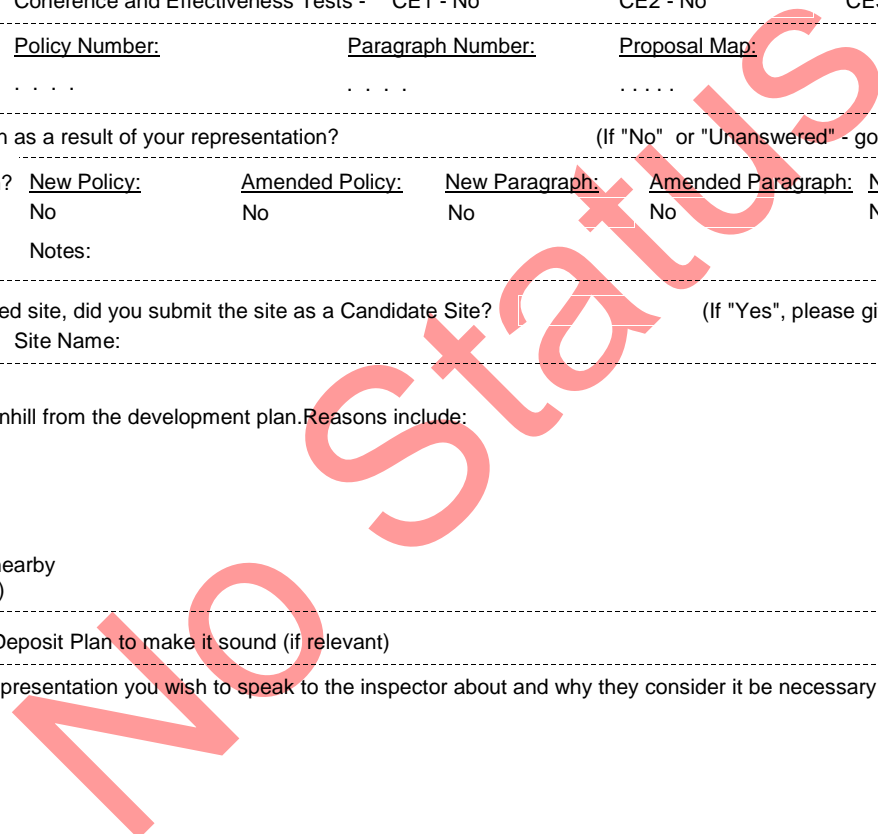 Coherence and Effectiveness Tests - CE1 - No CE2 - No CE3
Policy Number: Paragraph Number: Proposal Map:
. . . . . . . . . . . . .
n as a result of your representation? (If "No" or "Unanswered" - go
? New Policy: Amended Policy: New Paragraph: Amended Paragraph: N
No No No No N
Notes:
ed site, did you submit the site as a Candidate Site? (If "Yes", please gi
Site Name:
nhill from the development plan.Reasons include:
nearby
)
Deposit Plan to make it sound (if relevant)
presentation you wish to speak to the inspector about and why they consider it be necessary
No Status